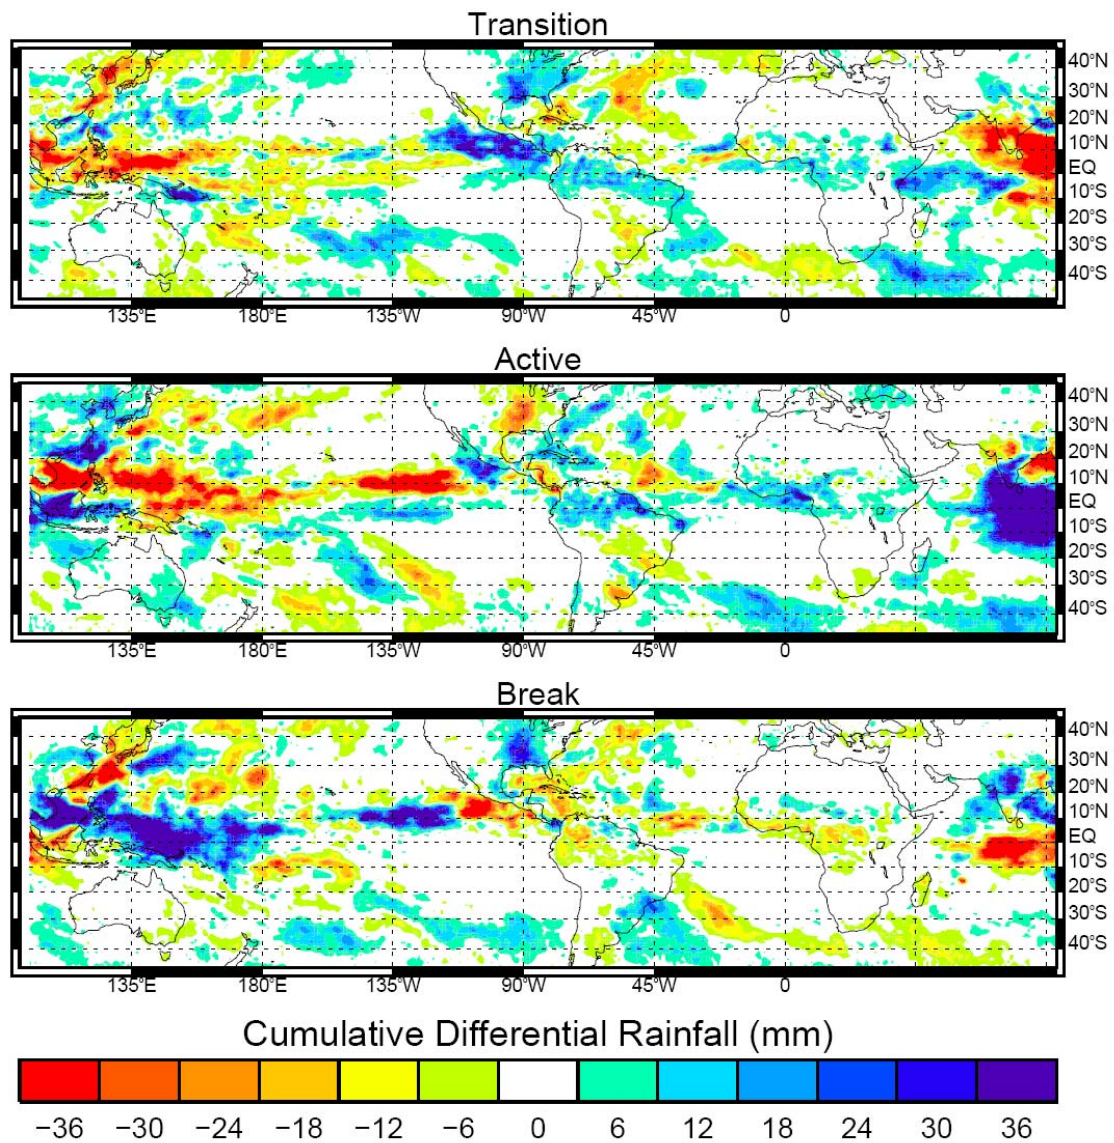 Transition
40°N
30°N
20°N
10°N
EQ
10°S
20°S
30°S
40°S
135°E 180°E 135°W 90°W 45°W 0
Active
40°N
30°N
20°N
10°N
EQ
10°S
20°S
30°S
40°S
135°E 180°E 135°W 90°W 45°W 0
Break
40°N
30°N
20°N
10°N
EQ
10°S
20°S
30°S
40°S
135°E 180°E 135°W 90°W 45°W 0
Cumulative Differential Rainfall (mm)
−36 −30 −24 −18 −12 −6 0 6 12 18 24 30 36